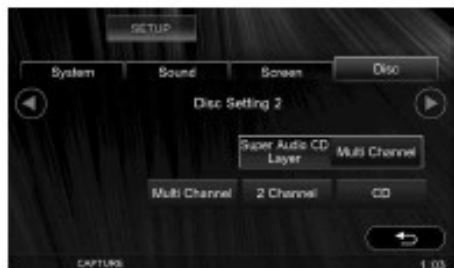 SETUP
System Sound Screen Disc
Disc Setting 2
Super Audio CD Layer Multi Channel
Multi Channel 2 Channel CD
CAPTURE 1:03